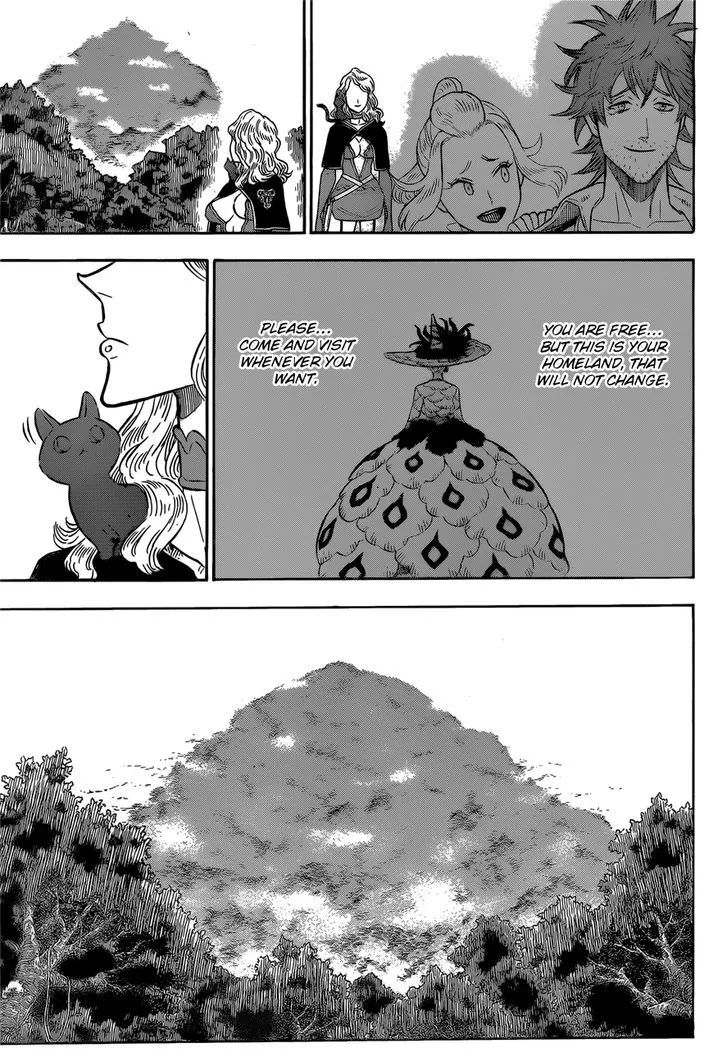 YOU ARE FREE...
BUT THIS IS YOUR
HOMELAND, THAT
WILL NOT CHANGE.
PLEASE...
COME AND VISIT
WHENEVER YOU
WANT.